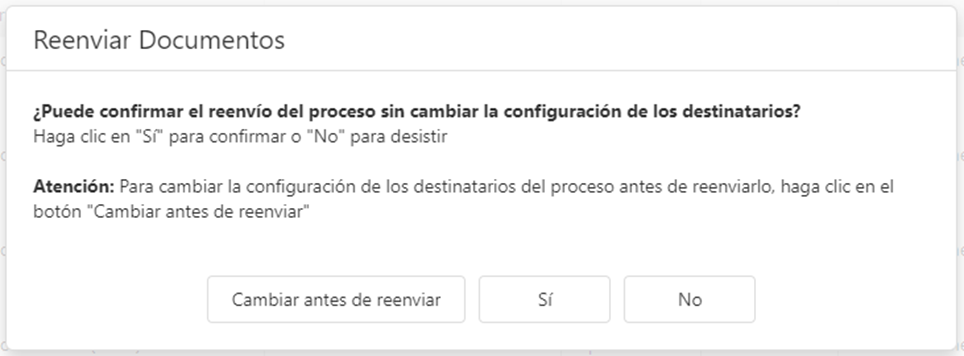 Reenviar Documentos
¿Puede confirmar el reenvío del proceso sin cambiar la configuración de los destinatarios?
Haga clic en "Sí" para confirmar o "No" para desistir
Atención: Para cambiar la configuración de los destinatarios del proceso antes de reenviarlo, haga clic en el
botón "Cambiar antes de reenviar"
Cambiar antes de reenviar
Sí
No